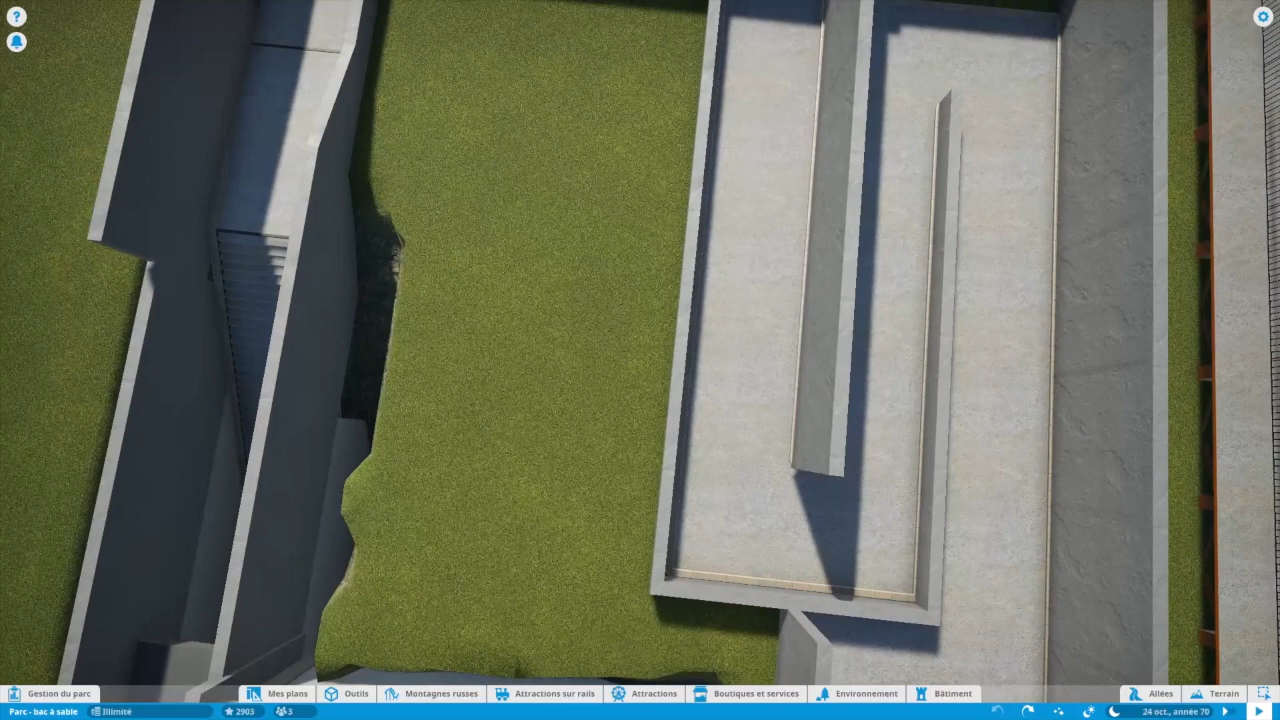 ?
Gestion du parc
Mes plans
Outils
Montagnes russes
Attractions sur rails
Attractions
Boutiques et services
Environnement
Bâtiment
Allées
Terrain
Parc - bac à sable
Illimité
2903
3
24 oct., année 70